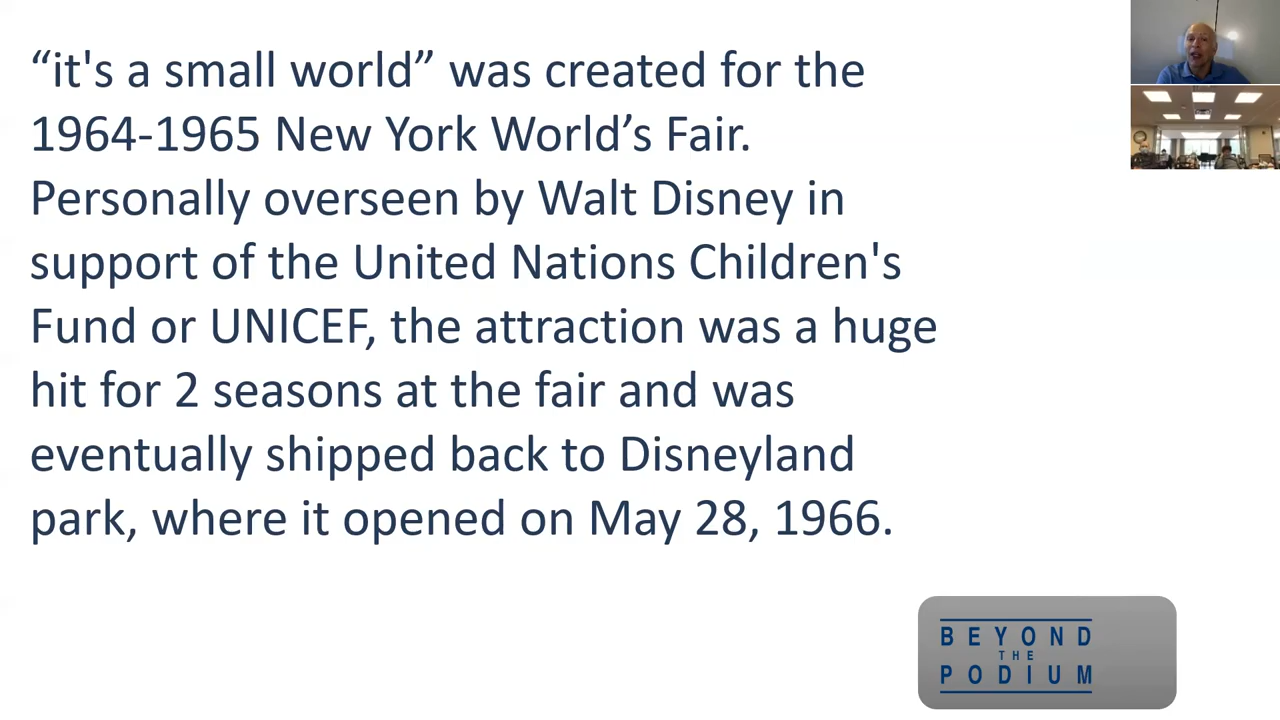 “it's a small world” was created for the
1964-1965 New York World’s Fair.
Personally overseen by Walt Disney in
support of the United Nations Children's
Fund or UNICEF, the attraction was a huge
hit for 2 seasons at the fair and was
eventually shipped back to Disneyland
park, where it opened on May 28, 1966.
BEYOND
THE
PODIUM